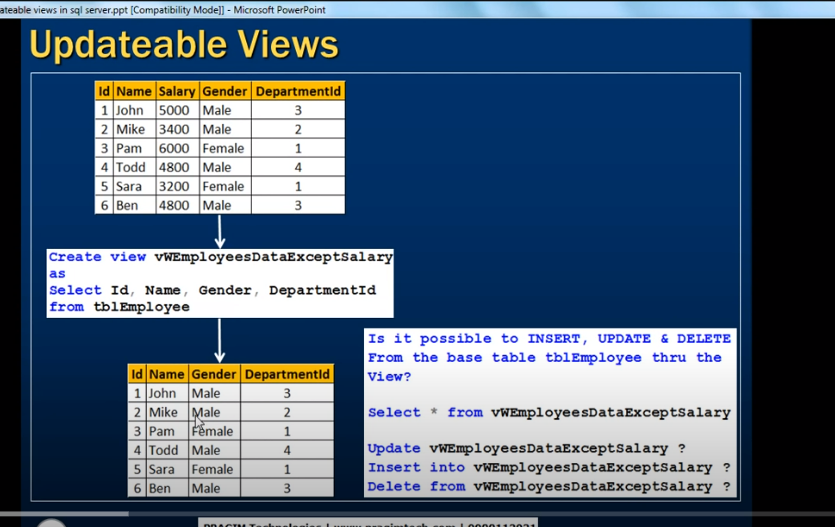 ateable views in sql server.ppt [Compatibility Mode]] - Microsoft PowerPoint
Updateable Views
Id Name Salary Gender DepartmentId
1 John 5000 Male 3
2 Mike 3400 Male 2
3 Pam 6000 Female 1
4 Todd 4800 Male 4
5 Sara 3200 Female 1
6 Ben 4800 Male 3
Create view vWEmployeesDataExceptSalary
as
Select Id, Name, Gender, DepartmentId
from tblEmployee
Id Name Gender DepartmentId
1 John Male 3
2 Mike Male 2
3 Pam Female 1
4 Todd Male 4
5 Sara Female 1
6 Ben Male 3
Is it possible to INSERT, UPDATE & DELETE
From the base table tblEmployee thru the
View?
Select * from vWEmployeesDataExceptSalary
Update vWEmployeesDataExceptSalary ?
Insert into vWEmployeesDataExceptSalary ?
Delete from vWEmployeesDataExceptSalary ?